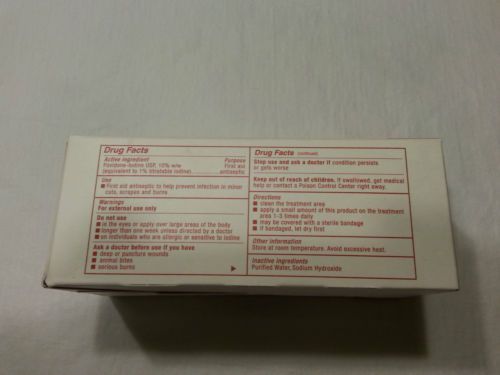 Drug Facts
Active ingredient Purpose
Povidone-Iodine USP, 10% w/w First aid
(equivalent to 1% titratable iodine). antiseptic
Use
■ First aid antiseptic to help prevent infection in minor
cuts, scrapes and burns
Warnings
For external use only
Do not use
■ in the eyes or apply over large areas of the body
■ longer than one week unless directed by a doctor
■ on individuals who are allergic or sensitive to iodine
Ask a doctor before use if you have
■ deep or puncture wounds
■ animal bites
■ serious burns
Drug Facts (continued)
Stop use and ask a doctor if condition persists
or gets worse
Keep out of reach of children. If swallowed, get medical
help or contact a Poison Control Center right away.
Directions
■ clean the treatment area
■ apply a small amount of this product on the treatment
area 1-3 times daily
■ may be covered with a sterile bandage
■ if bandaged, let dry first
Other information
Store at room temperature. Avoid excessive heat.
Inactive ingredients
Purified Water, Sodium Hydroxide